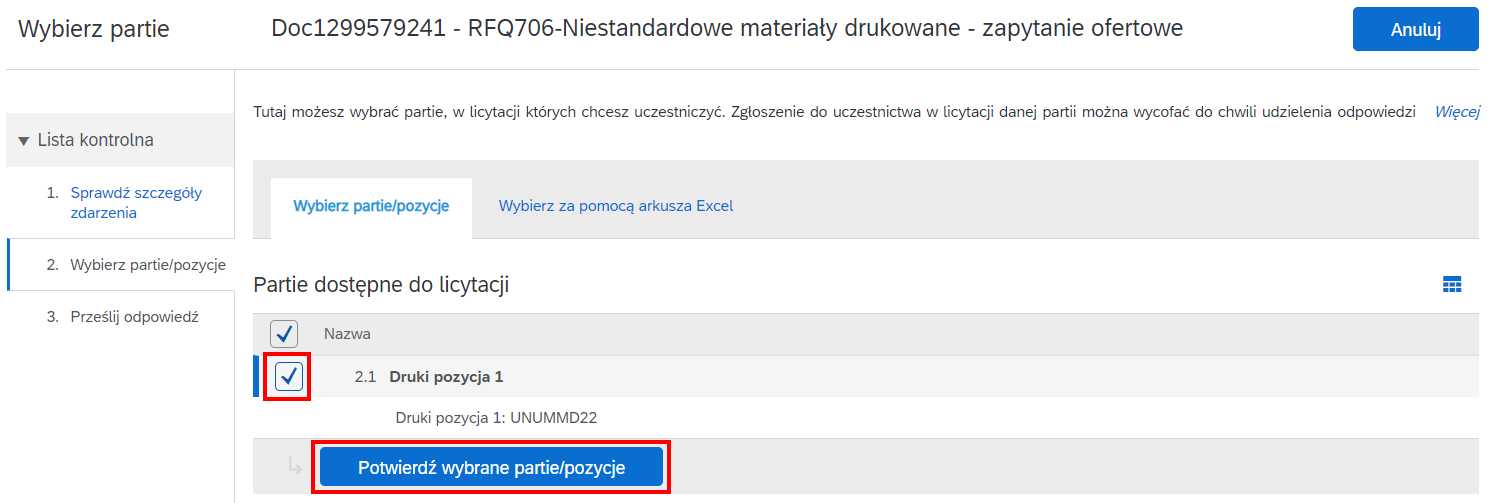 Wybierz partie
Doc1299579241 - RFQ706-Niestandardowe materiały drukowane - zapytanie ofertowe
Anuluj
Lista kontrolna
1. Sprawdź szczegóły
zdarzenia
2. Wybierz partie/pozycje
3. Prześlij odpowiedź
Tutaj możesz wybrać partie, w licytacji których chcesz uczestniczyć. Zgłoszenie do uczestnictwa w licytacji danej partii można wycofać do chwili udzielenia odpowiedzi Więcej
Wybierz partie/pozycje
Wybierz za pomocą arkusza Excel
Partie dostępne do licytacji
Nazwa
2.1 Druki pozycja 1
Druki pozycja 1: UNUMMD22
Potwierdź wybrane partie/pozycje